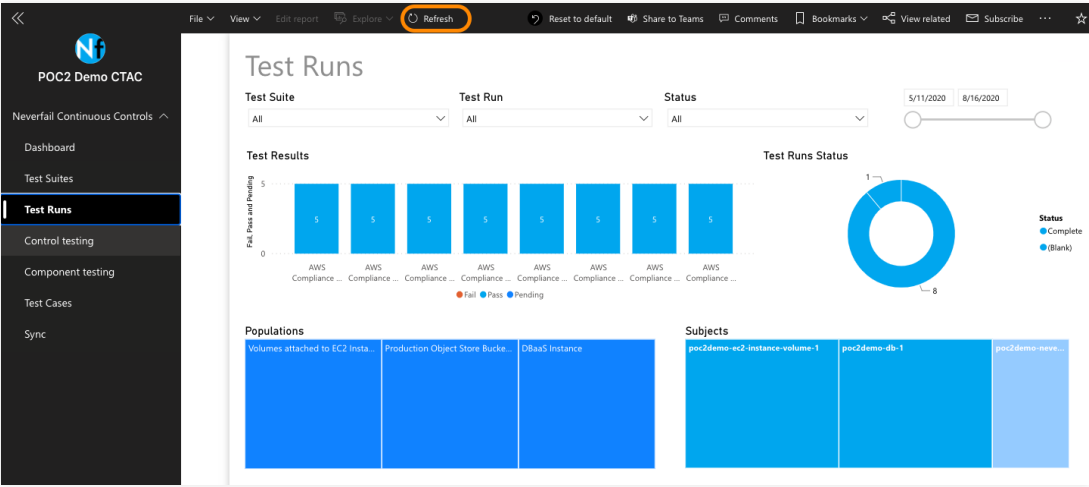 File View Edit report Explore Refresh Reset to default Share to Teams Comments Bookmarks View related Subscribe ...
Nf
POC2 Demo CTAC
Neverfail Continuous Controls
Dashboard
Test Suites
Test Runs
Control testing
Component testing
Test Cases
Sync
Test Runs
Test Suite Test Run Status
All All All
5/11/2020 8/16/2020
Test Results
Fail, Pass and Pending
5
0
5 5 5 5 5 5 5 5
AWS AWS AWS AWS AWS AWS AWS AWS
Compliance ... Compliance ... Compliance ... Compliance ... Compliance ... Compliance ... Compliance ... Compliance ...
Fail Pass Pending
Test Runs Status
1
8
Status
Complete
(Blank)
Populations
Volumes attached to EC2 Insta... Production Object Store Bucke... DBaaS Instance
Subjects
poc2demo-ec2-instance-volume-1 poc2demo-db-1 poc2demo-neve...